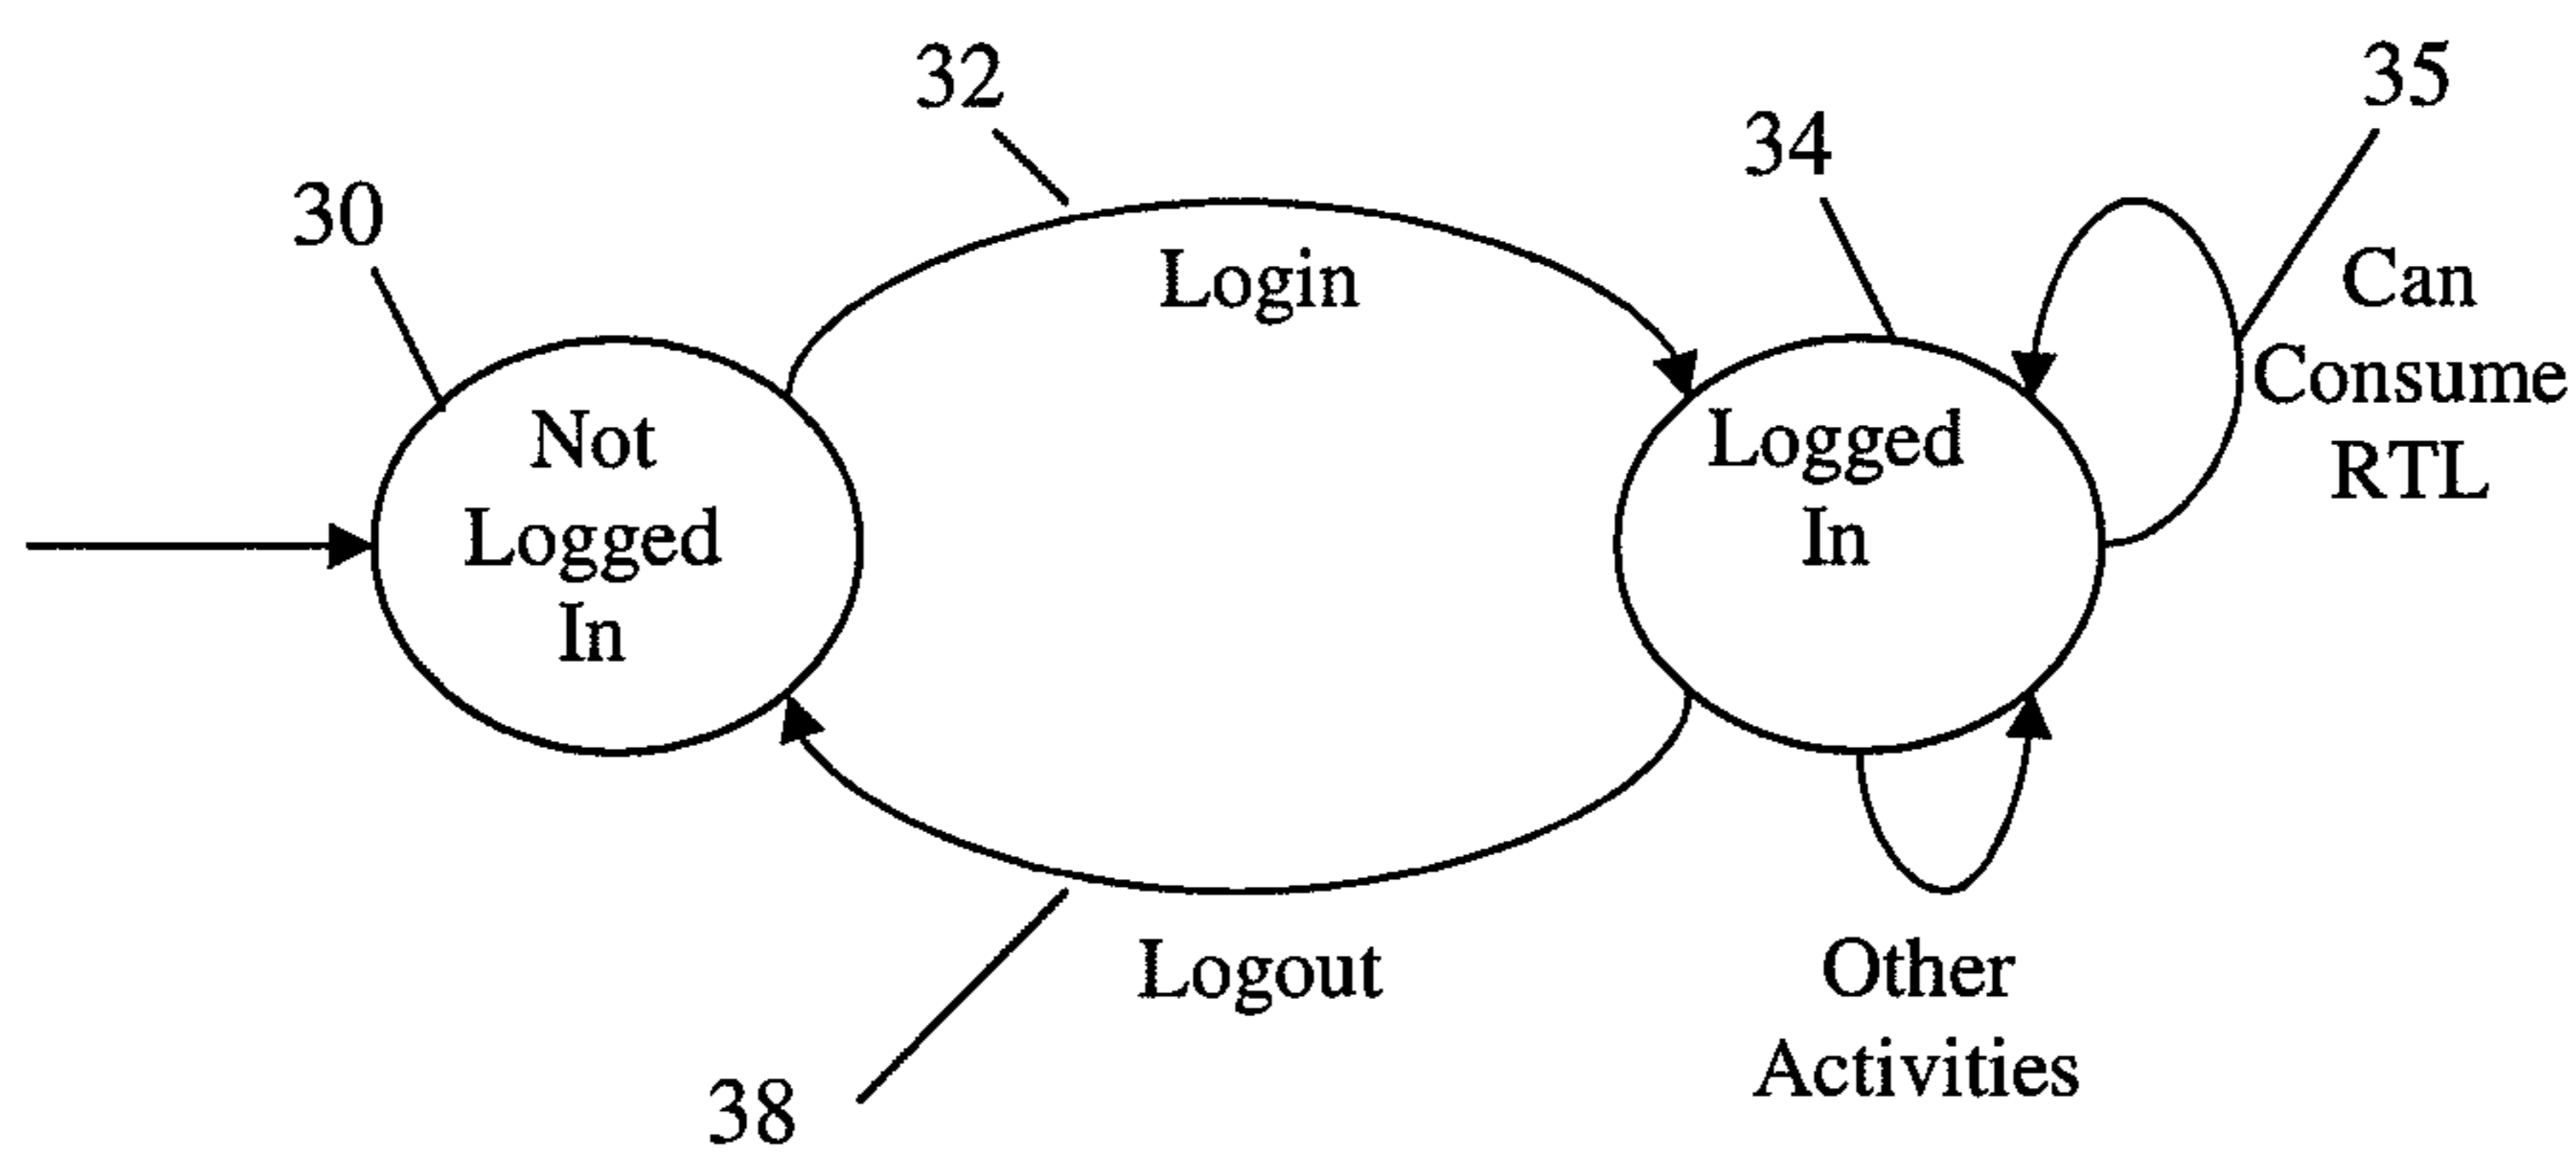 32
35
34
30
Login
Can
Consume
RTL
Not
Logged
In
Logged
In
Logout
Other
Activities
38